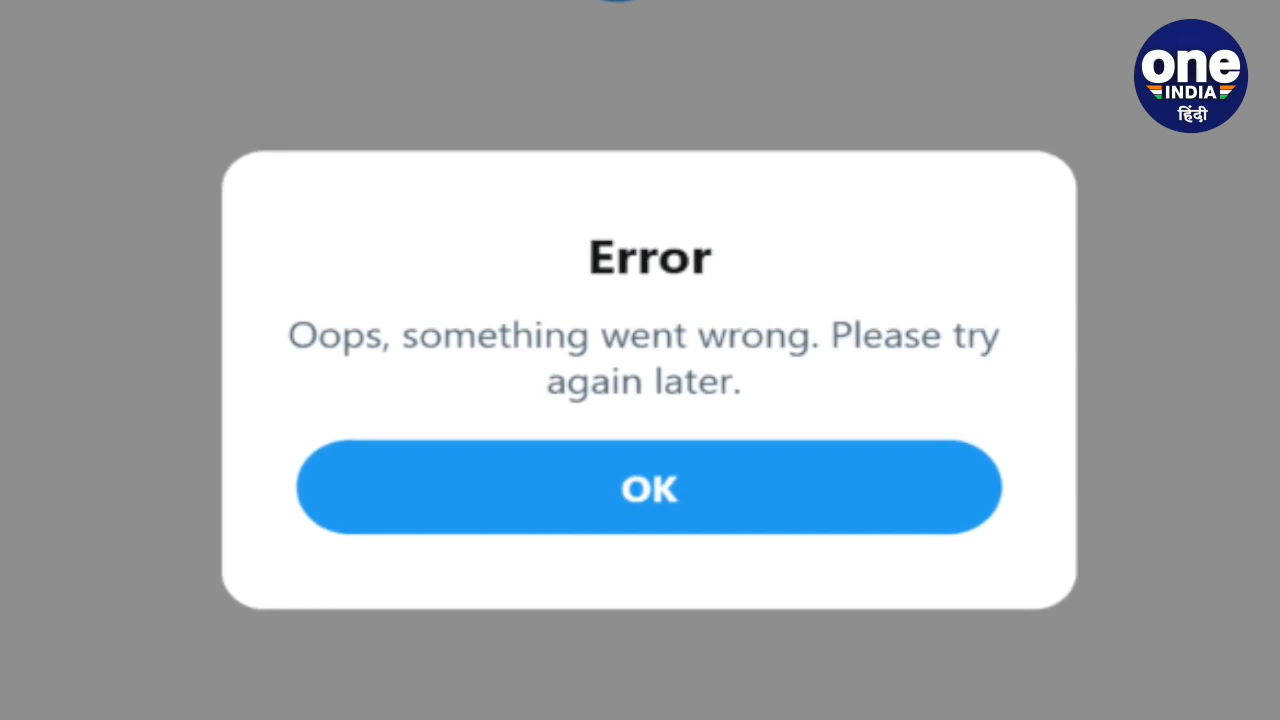 one
INDIA
हिंदी
Error
Oops, something went wrong. Please try
again later.
OK